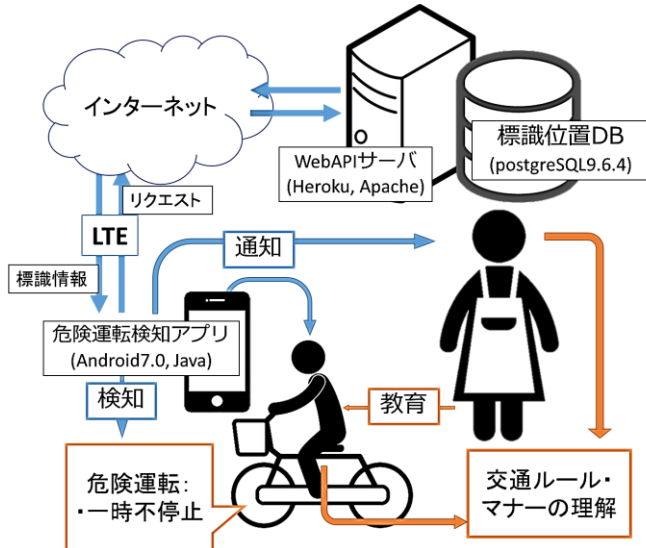 インターネット
WebAPIサーバ
(Heroku, Apache)
標識位置DB
(postgreSQL9.6.4)
リクエスト
LTE
標識情報
通知
危険運転検知アプリ
(Android7.0, Java)
検知
教育
危険運転:
・一時不停止
交通ルール・
マナーの理解